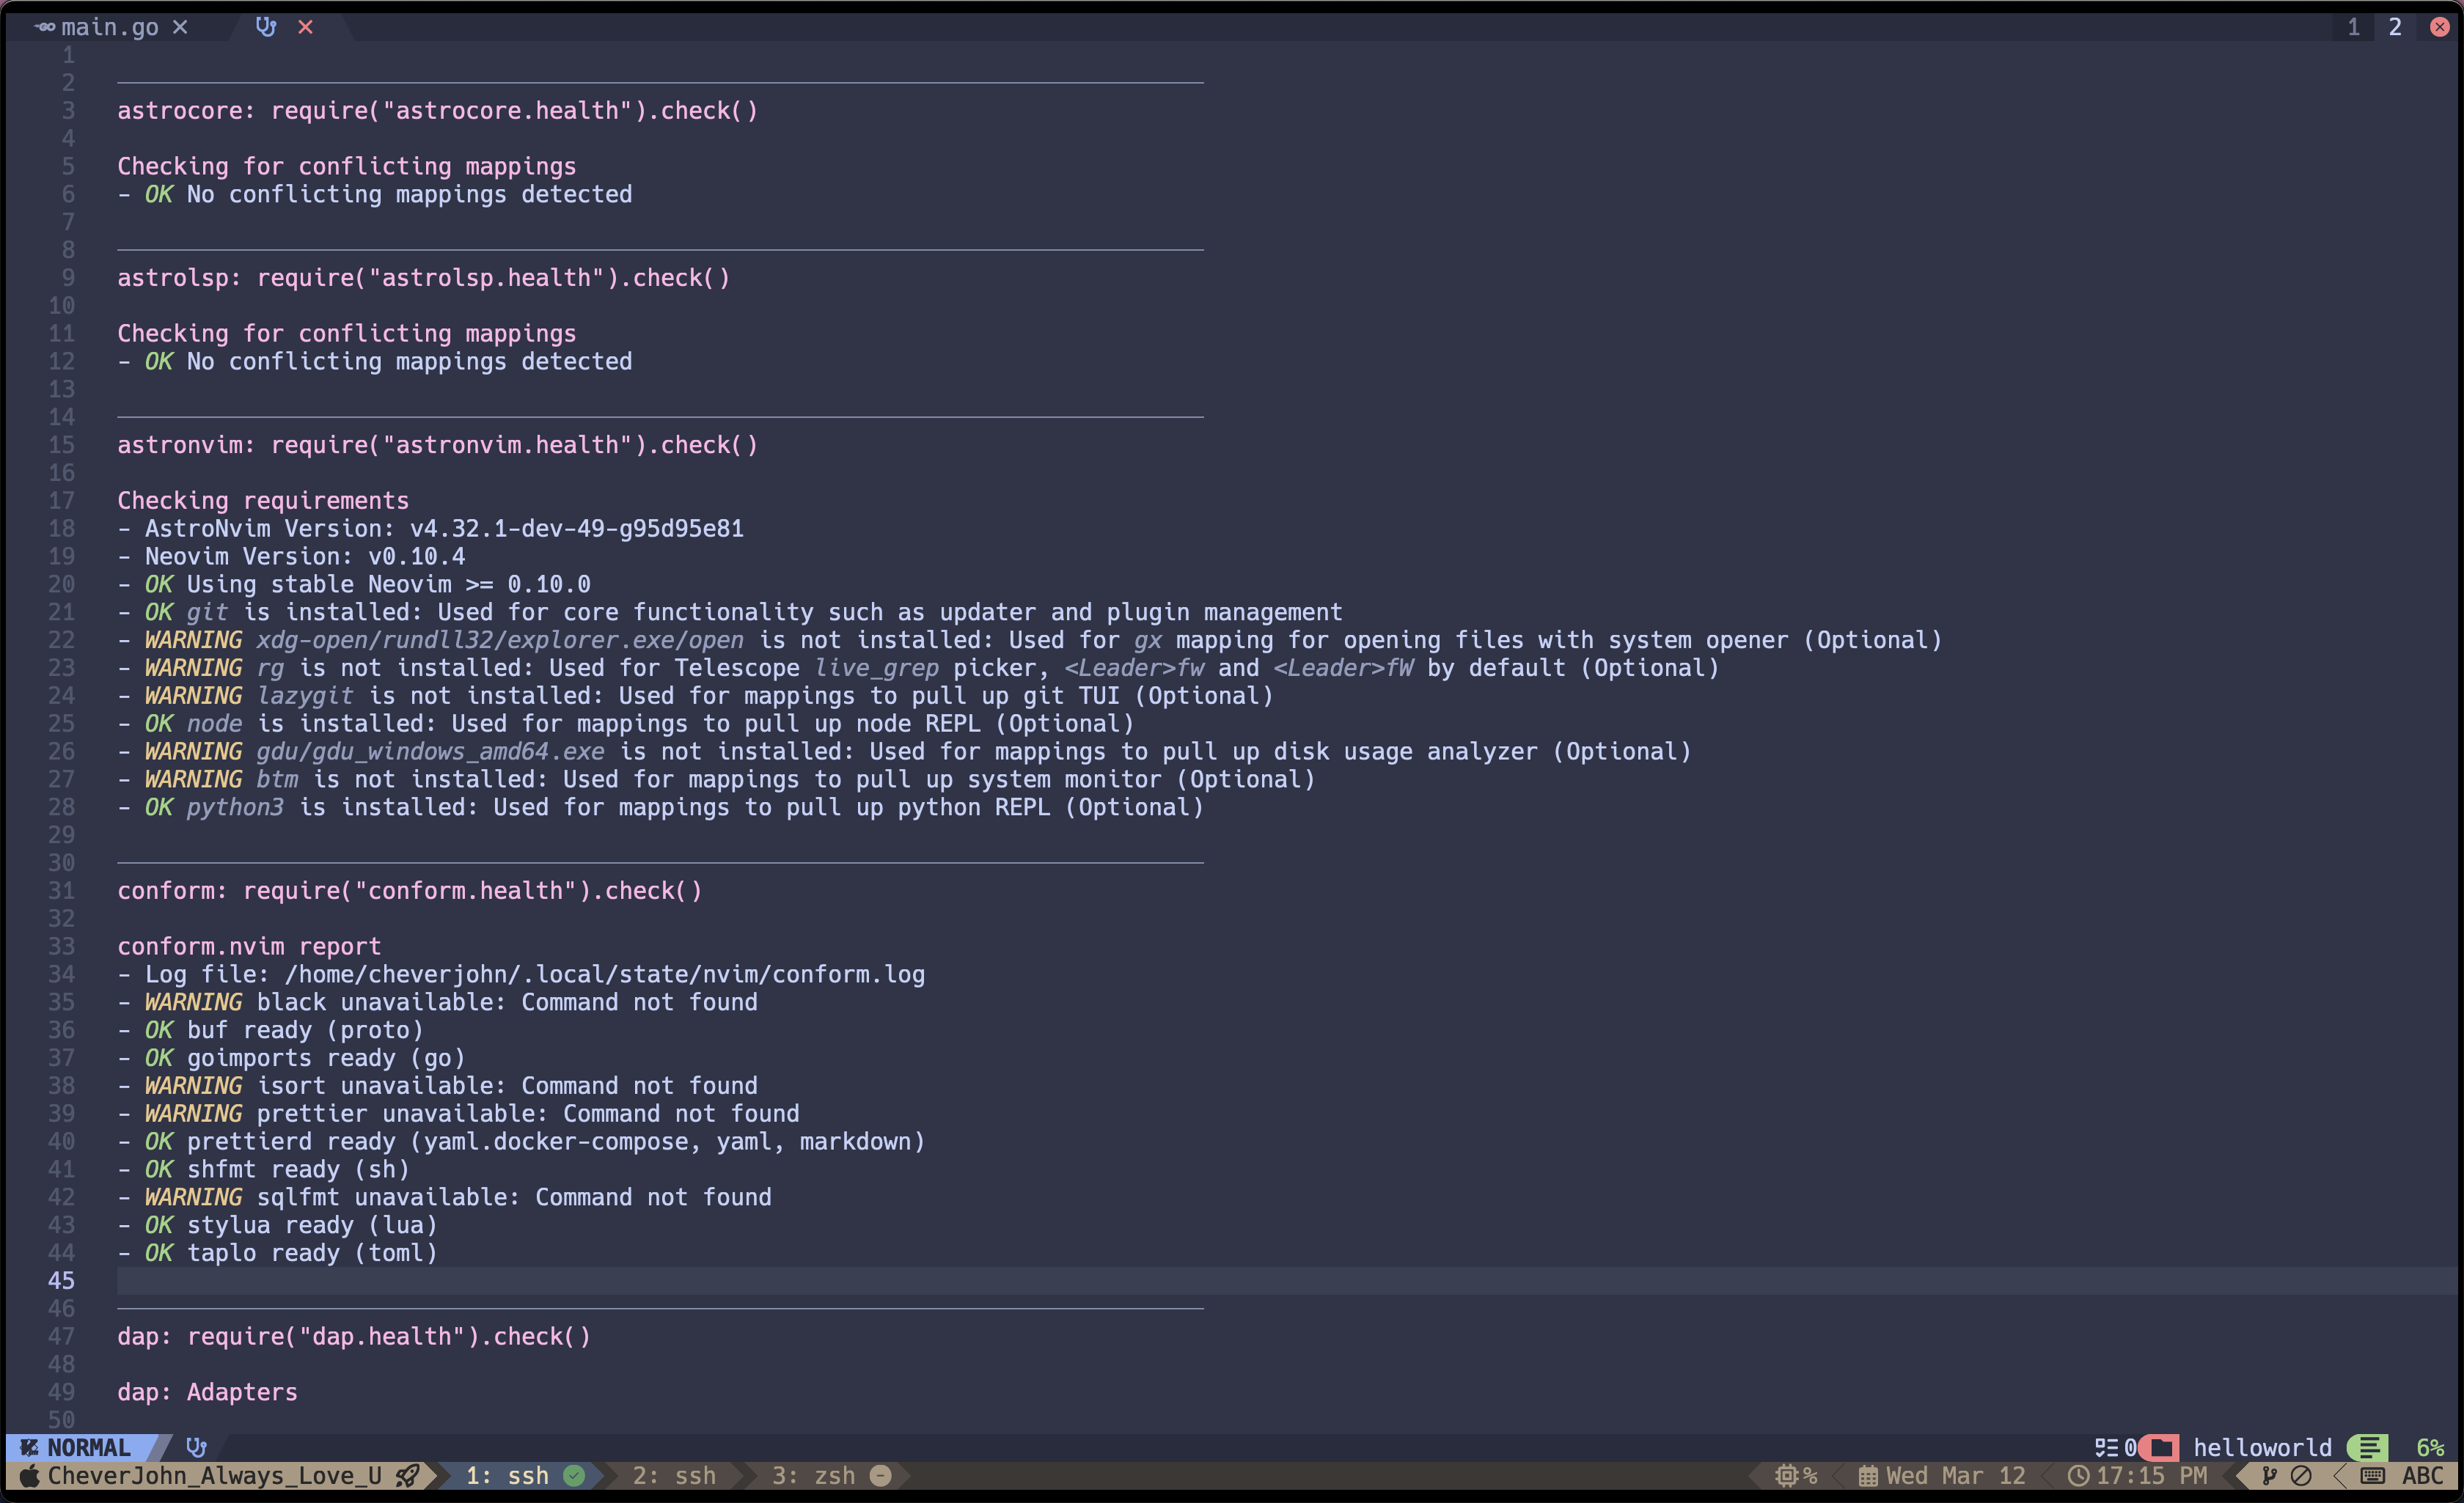 main.go
1 2
1
2
3 astrocore: require("astrocore.health").check()
4
5 Checking for conflicting mappings
6 - OK No conflicting mappings detected
7
8
9 astrolsp: require("astrolsp.health").check()
10
11 Checking for conflicting mappings
12 - OK No conflicting mappings detected
13
14
15 astronvim: require("astronvim.health").check()
16
17 Checking requirements
18 - AstroNvim Version: v4.32.1-dev-49-g95d95e81
19 - Neovim Version: v0.10.4
20 - OK Using stable Neovim >= 0.10.0
21 - OK git is installed: Used for core functionality such as updater and plugin management
22 - WARNING xdg-open/rundll32/explorer.exe/open is not installed: Used for gx mapping for opening files with system opener (Optional)
23 - WARNING rg is not installed: Used for Telescope live_grep picker, <Leader>fw and <Leader>fW by default (Optional)
24 - WARNING lazygit is not installed: Used for mappings to pull up git TUI (Optional)
25 - OK node is installed: Used for mappings to pull up node REPL (Optional)
26 - WARNING gdu/gdu_windows_amd64.exe is not installed: Used for mappings to pull up disk usage analyzer (Optional)
27 - WARNING btm is not installed: Used for mappings to pull up system monitor (Optional)
28 - OK python3 is installed: Used for mappings to pull up python REPL (Optional)
29
30
31 conform: require("conform.health").check()
32
33 conform.nvim report
34 - Log file: /home/cheverjohn/.local/state/nvim/conform.log
35 - WARNING black unavailable: Command not found
36 - OK buf ready (proto)
37 - OK goimports ready (go)
38 - WARNING isort unavailable: Command not found
39 - WARNING prettier unavailable: Command not found
40 - OK prettierd ready (yaml.docker-compose, yaml, markdown)
41 - OK shfmt ready (sh)
42 - WARNING sqlfmt unavailable: Command not found
43 - OK stylua ready (lua)
44 - OK taplo ready (toml)
45
46
47 dap: require("dap.health").check()
48
49 dap: Adapters
50
NORMAL 0 helloworld 6%
CheverJohn_Always_Love_U 1: ssh 2: ssh 3: zsh % Wed Mar 12 17:15 PM ABC